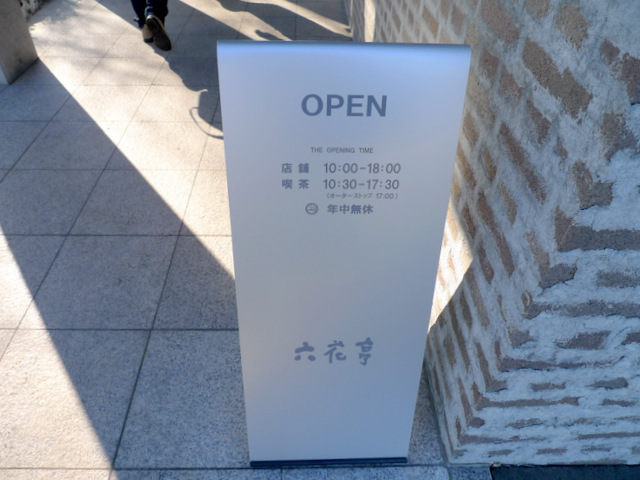 OPEN
THE OPENING TIME
店舗 10:00-18:00
喫茶 10:30-17:30
(オーダーストップ 17:00)
年中無休
六花亭